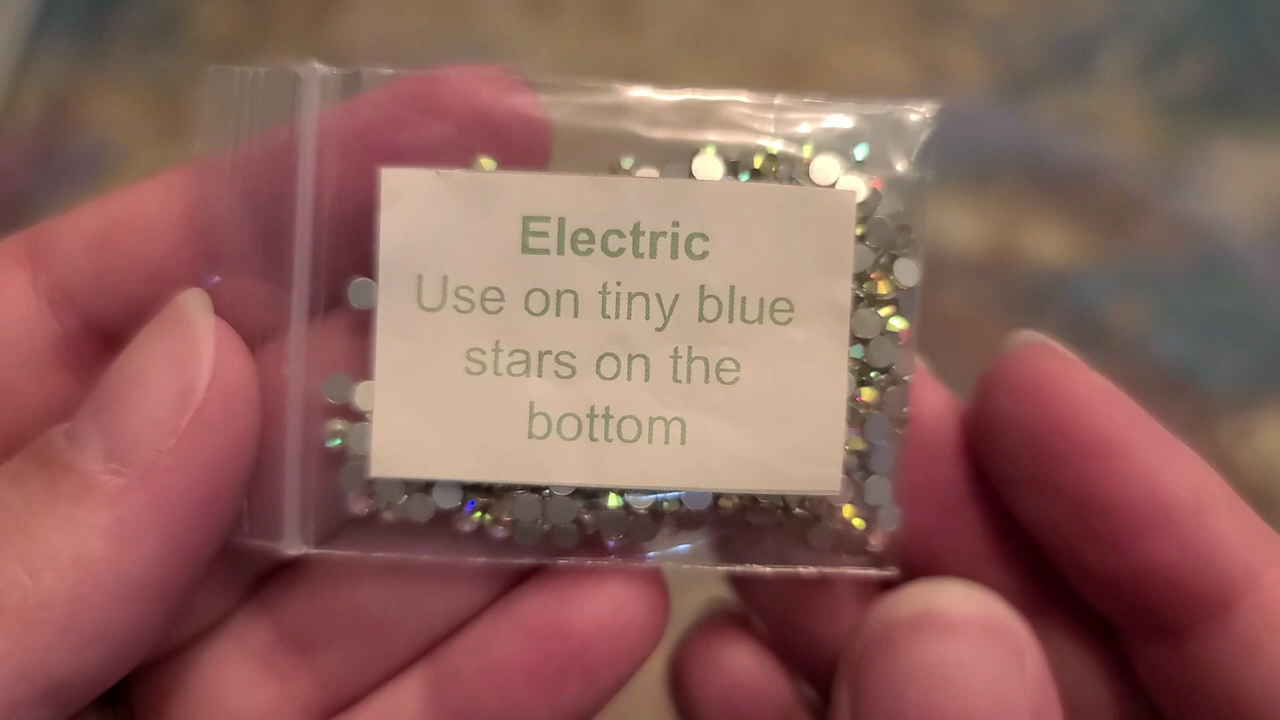 Electric
Use on tiny blue
stars on the
bottom